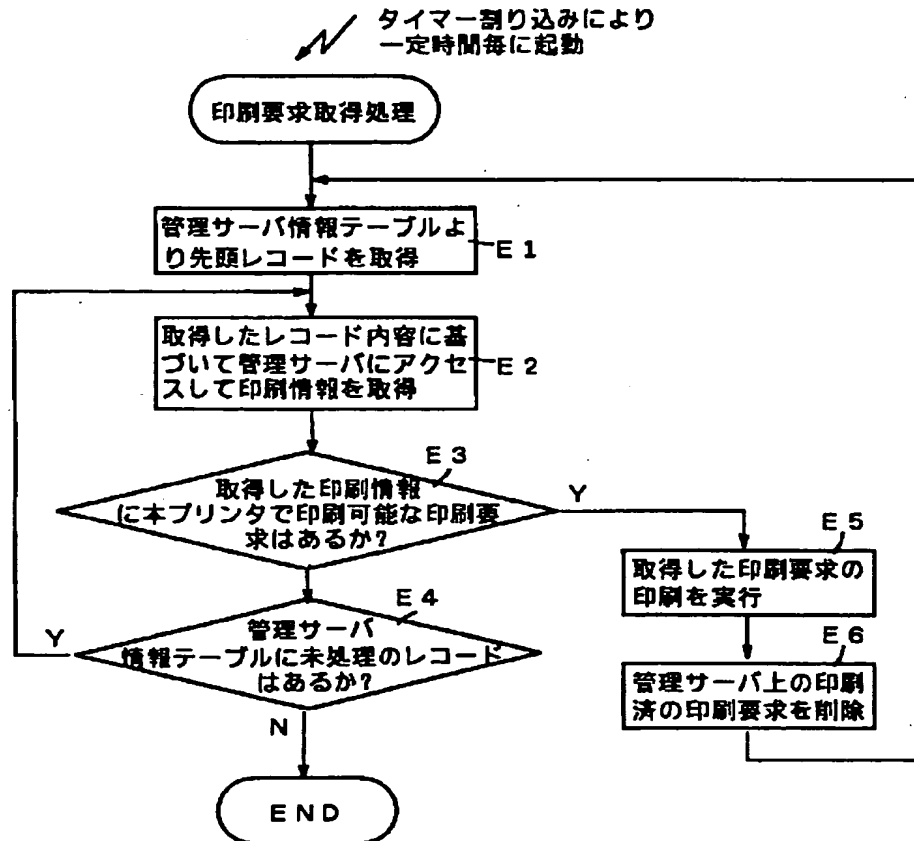 タイマー割り込みにより
一定時間毎に起動
印刷要求取得処理
管理サーバ情報テーブルよ
り先頭レコードを取得
E1
取得したレコード内容に基
づいて管理サーバにアクセ
スして印刷情報を取得
E2
E3
取得した印刷情報
に本プリンタで印刷可能な印刷要
求はあるか?
Y
E4
管理サーバ
情報テーブルに未処理のレコード
はあるか?
Y
N
END
E5
取得した印刷要求の
印刷を実行
E6
管理サーバ上の印刷
済の印刷要求を削除